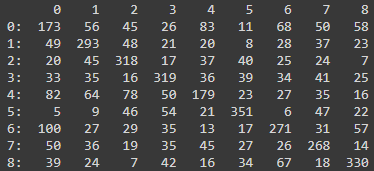 0 1 2 3 4 5 6 7 8
0: 173 56 45 26 83 11 68 50 58
1: 49 293 48 21 20 8 28 37 23
2: 20 45 318 17 37 40 25 24 7
3: 33 35 16 319 36 39 34 41 25
4: 82 64 78 50 179 23 27 35 16
5: 5 9 46 54 21 351 6 47 22
6: 100 27 29 35 13 17 271 31 57
7: 50 36 19 35 45 27 26 268 14
8: 39 24 7 42 16 34 67 18 330